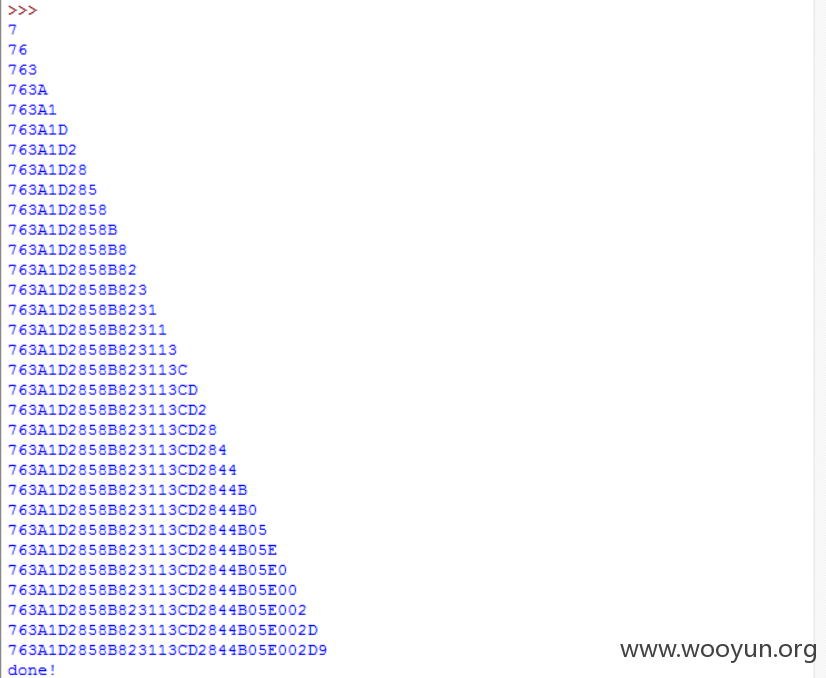 >>>
7
76
763
763A
763A1
763A1D
763A1D2
763A1D28
763A1D285
763A1D2858
763A1D2858B
763A1D2858B8
763A1D2858B82
763A1D2858B823
763A1D2858B8231
763A1D2858B82311
763A1D2858B823113
763A1D2858B823113C
763A1D2858B823113CD
763A1D2858B823113CD2
763A1D2858B823113CD28
763A1D2858B823113CD284
763A1D2858B823113CD2844
763A1D2858B823113CD2844B
763A1D2858B823113CD2844B0
763A1D2858B823113CD2844B05
763A1D2858B823113CD2844B05E
763A1D2858B823113CD2844B05E0
763A1D2858B823113CD2844B05E00
763A1D2858B823113CD2844B05E002
763A1D2858B823113CD2844B05E002D
763A1D2858B823113CD2844B05E002D9
done!
www.wooyun.org